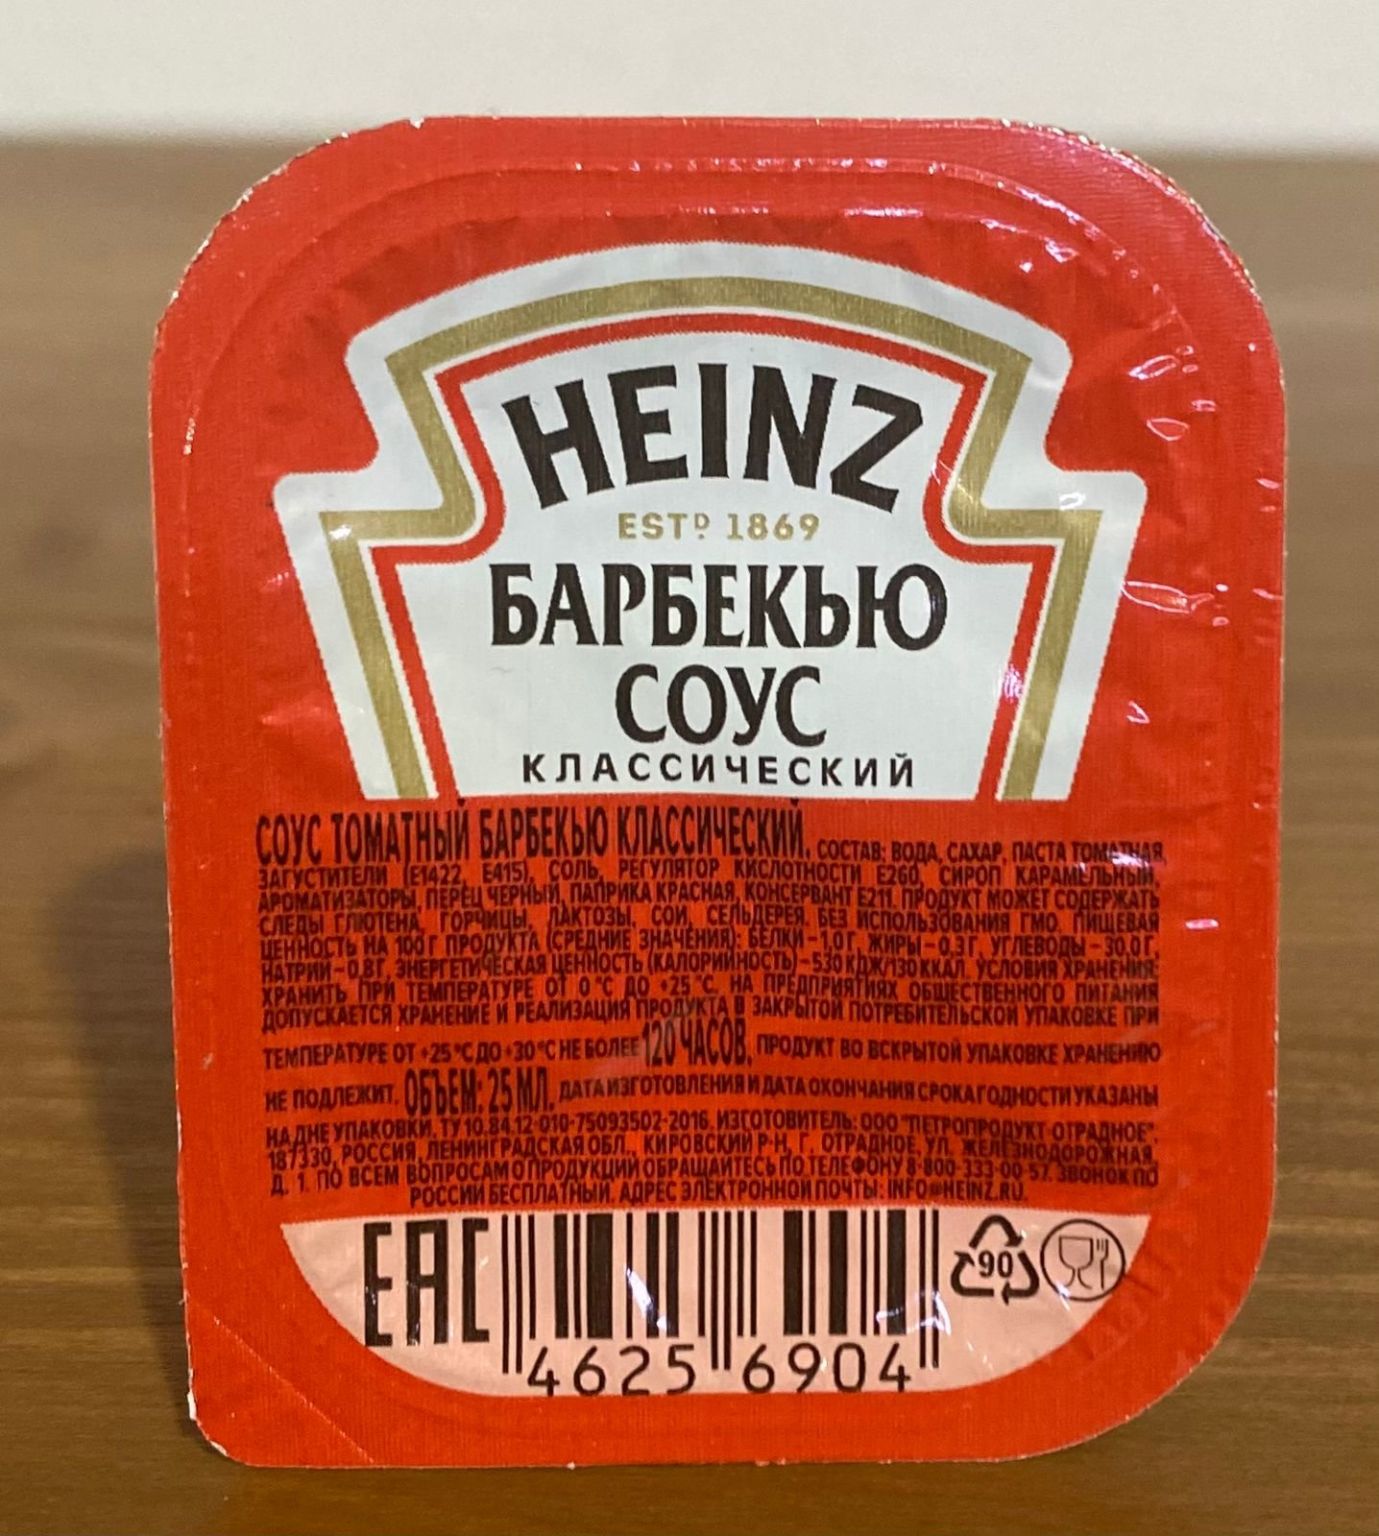 HEINZ
ESTD 1869
БАРБЕКЬЮ
СОУС
КЛАССИЧЕСКИЙ
СОУС ТОМАТНЫЙ БАРБЕКЬЮ КЛАССИЧЕСКИЙ. СОСТАВ: ВОДА, САХАР, ПАСТА ТОМАТНАЯ,
ЗАГУСТИТЕЛИ (Е1422, Е415), СОЛЬ, РЕГУЛЯТОР КИСЛОТНОСТИ Е260, СИРОП КАРАМЕЛЬНЫЙ,
АРОМАТИЗАТОРЫ, ПЕРЕЦ ЧЕРНЫЙ, ПАПРИКА КРАСНАЯ, КОНСЕРВАНТ Е211. ПРОДУКТ МОЖЕТ СОДЕРЖАТЬ
СЛЕДЫ ГЛЮТЕНА, ГОРЧИЦЫ, ЛАКТОЗЫ, СОИ, СЕЛЬДЕРЕЯ. БЕЗ ИСПОЛЬЗОВАНИЯ ГМО. ПИЩЕВАЯ
ЦЕННОСТЬ НА 100 Г ПРОДУКТА (СРЕДНИЕ ЗНАЧЕНИЯ): БЕЛКИ – 1,0 Г, ЖИРЫ – 0,3 Г, УГЛЕВОДЫ – 30,0 Г,
НАТРИЙ – 0,8 Г. ЭНЕРГЕТИЧЕСКАЯ ЦЕННОСТЬ (КАЛОРИЙНОСТЬ) – 530 КДЖ/130 ККАЛ. УСЛОВИЯ ХРАНЕНИЯ:
ХРАНИТЬ ПРИ ТЕМПЕРАТУРЕ ОТ 0 °С ДО +25 °С. НА ПРЕДПРИЯТИЯХ ОБЩЕСТВЕННОГО ПИТАНИЯ
ДОПУСКАЕТСЯ ХРАНЕНИЕ И РЕАЛИЗАЦИЯ ПРОДУКТА В ЗАКРЫТОЙ ПОТРЕБИТЕЛЬСКОЙ УПАКОВКЕ ПРИ
ТЕМПЕРАТУРЕ ОТ +25 °С ДО +30 °С НЕ БОЛЕЕ 120 ЧАСОВ. ПРОДУКТ ВО ВСКРЫТОЙ УПАКОВКЕ ХРАНЕНИЮ
НЕ ПОДЛЕЖИТ. ОБЪЕМ: 25 МЛ. ДАТА ИЗГОТОВЛЕНИЯ И ДАТА ОКОНЧАНИЯ СРОКА ГОДНОСТИ УКАЗАНЫ
НА ДНЕ УПАКОВКИ. ТУ 10.84.12-010-75093502-2016. ИЗГОТОВИТЕЛЬ: ООО "ПЕТРОПРОДУКТ-ОТРАДНОЕ",
187330, РОССИЯ, ЛЕНИНГРАДСКАЯ ОБЛ., КИРОВСКИЙ Р-Н, Г. ОТРАДНОЕ, УЛ. ЖЕЛЕЗНОДОРОЖНАЯ,
Д. 1. ПО ВСЕМ ВОПРОСАМ О ПРОДУКЦИИ ОБРАЩАЙТЕСЬ ПО ТЕЛЕФОНУ 8-800-333-00-57. ЗВОНОК ПО
РОССИИ БЕСПЛАТНЫЙ. АДРЕС ЭЛЕКТРОННОЙ ПОЧТЫ: INFO@HEINZ.RU.
EAC
4625 6904
90